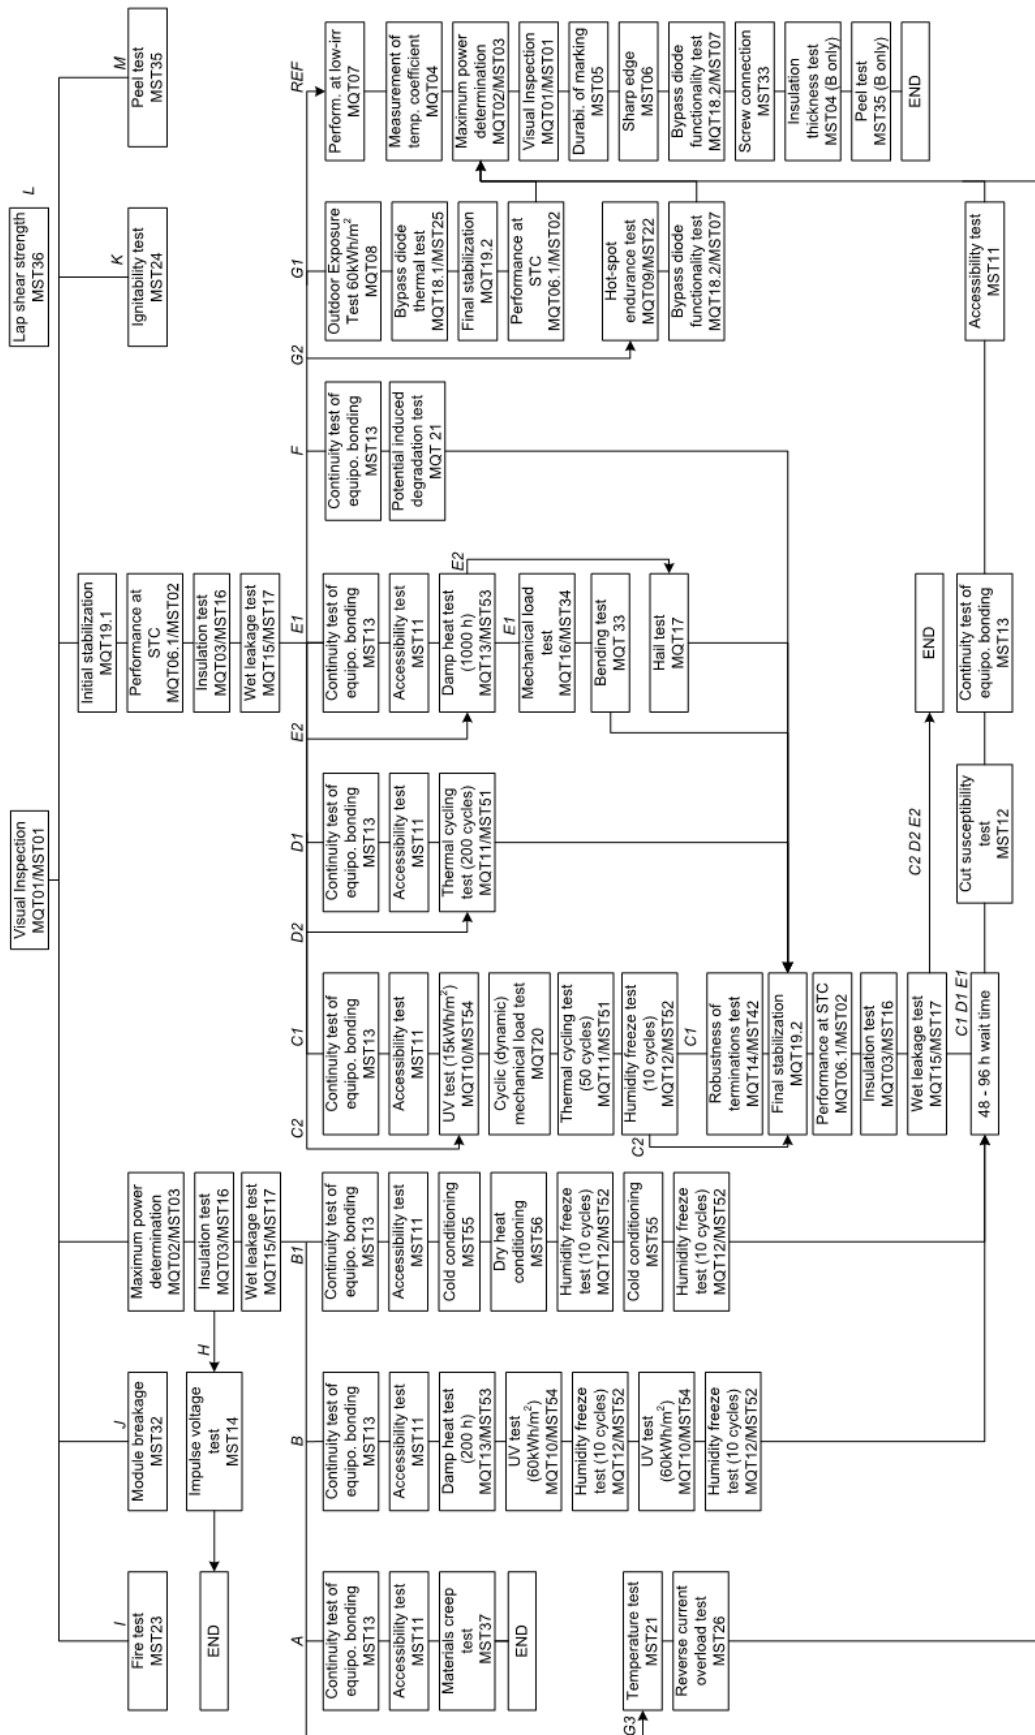 Visual Inspection
MQT01/MST01
Lap shear strength
MST36
L
I
Fire test
MST23
J
Module breakage
MST32
Maximum power
determination
MQT02/MST03
Insulation test
MQT03/MST16
Wet leakage test
MQT15/MST17
H
Impulse voltage
test
MST14
END
Initial stabilization
MQT19.1
Performance at
STC
MQT06.1/MST02
Insulation test
MQT03/MST16
Wet leakage test
MQT15/MST17
K
Ignitability test
MST24
M
Peel test
MST35
A
Continuity test of
equipo. bonding
MST13
Accessibility test
MST11
Materials creep
test
MST37
END
G3
Temperature test
MST21
Reverse current
overload test
MST26
B
Continuity test of
equipo. bonding
MST13
Accessibility test
MST11
Damp heat test
(200 h)
MQT13/MST53
UV test
(60kWh/m²)
MQT10/MST54
Humidity freeze
test (10 cycles)
MQT12/MST52
UV test
(60kWh/m²)
MQT10/MST54
Humidity freeze
test (10 cycles)
MQT12/MST52
B1
Continuity test of
equipo. bonding
MST13
Accessibility test
MST11
Cold conditioning
MST55
Dry heat
conditioning
MST56
Humidity freeze
test (10 cycles)
MQT12/MST52
Cold conditioning
MST55
Humidity freeze
test (10 cycles)
MQT12/MST52
C2
C1
Continuity test of
equipo. bonding
MST13
Accessibility test
MST11
UV test (15kWh/m²)
MQT10/MST54
Cyclic (dynamic)
mechanical load test
MQT20
Thermal cycling test
(50 cycles)
MQT11/MST51
Humidity freeze test
(10 cycles)
MQT12/MST52
C2
C1
Robustness of
terminations test
MQT14/MST42
Final stabilization
MQT19.2
Performance at STC
MQT06.1/MST02
Insulation test
MQT03/MST16
Wet leakage test
MQT15/MST17
C1 D1 E1
48 - 96 h wait time
D2
D1
Continuity test of
equipo. bonding
MST13
Accessibility test
MST11
Thermal cycling
test (200 cycles)
MQT11/MST51
C2 D2 E2
END
Cut susceptibility
test
MST12
E2
E1
Continuity test of
equipo. bonding
MST13
Accessibility test
MST11
Damp heat test
(1000 h)
MQT13/MST53
E2
E1
Mechanical load
test
MQT16/MST34
Bending test
MQT 33
Hail test
MQT17
Continuity test of
equipo. bonding
MST13
F
Continuity test of
equipo. bonding
MST13
Potential induced
degradation test
MQT 21
G2
G1
Outdoor Exposure
Test 60kWh/m²
MQT08
Bypass diode
thermal test
MQT18.1/MST25
Final stabilization
MQT19.2
Performance at
STC
MQT06.1/MST02
Hot-spot
endurance test
MQT09/MST22
Bypass diode
functionality test
MQT18.2/MST07
Accessibility test
MST11
REF
Perform. at low-irr
MQT07
Measurement of
temp. coefficient
MQT04
Maximum power
determination
MQT02/MST03
Visual Inspection
MQT01/MST01
Durabi. of marking
MST05
Sharp edge
MST06
Bypass diode
functionality test
MQT18.2/MST07
Screw connection
MST33
Insulation
thickness test
MST04 (B only)
Peel test
MST35 (B only)
END